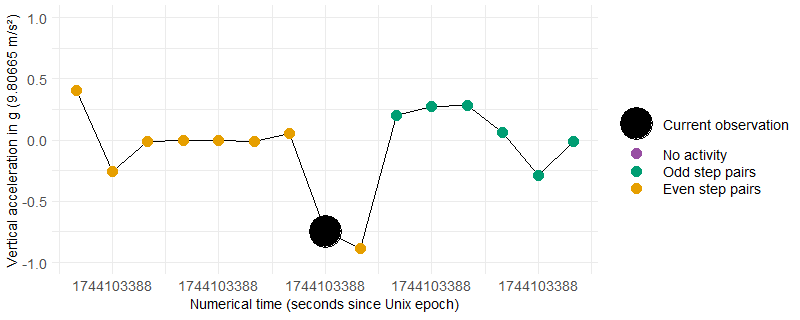 Vertical acceleration in g (9.80665 m/s²)
1.0
0.5
0.0
-0.5
-1.0
1744103388 1744103388 1744103388 1744103388 1744103388
Numerical time (seconds since Unix epoch)
Current observation
No activity
Odd step pairs
Even step pairs